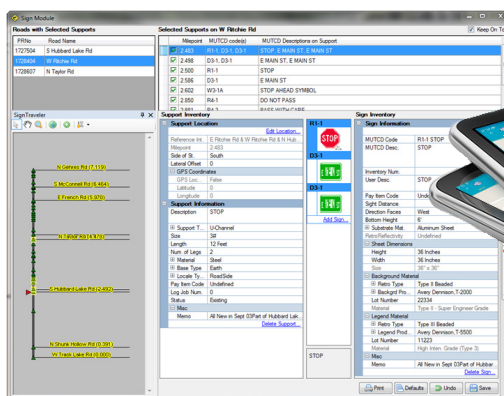 Sign Module
Roads with Selected Supports
Selected Supports on W Ritchie Rd
Keep On To
PRNo Road Name
1727504 S Hubbard Lake Rd
1728404 W Ritchie Rd
1728607 N Taylor Rd
Milepoint MUTCD code(s) MUTCD Descriptions on Support
2.483 R1-1, D3-1, D3-1 STOP, E MAIN ST, E MAIN ST
2.498 D3-1, D3-1 E MAIN ST, E MAIN ST
2.500 R1-1 STOP
2.586 D3-1 E MAIN ST
2.602 W3-1A STOP AHEAD SYMBOL
2.850 R4-1 DO NOT PASS
PASS WITH CARE
SignTraveler
N Gehres Rd (7.119)
S McConnell Rd (6.464)
E French Rd (5.970)
S Hubbard Lake Rd (2.492)
N Shunk Hollow Rd (0.391)
W Track Lake Rd (0.000)
Support Inventory
Support Location
Edit Location...
Reference Int. E Ritchie Rd & W Ritchie Rd & N Hub...
Milepoint 2.483
Side of St. South
Lateral Offset 0
GPS Coordinates
GPS Loc... False
Latitude 0
Longitude 0
Support Information
Description STOP
Support T... U-Channel
Size 3#
Length 12 Feet
Num. of Legs 2
Material Steel
Base Type Earth
Locale Ty... RoadSide
Pay Item Code Undefined
Log Job Num. 0
Status Existing
Misc
Memo All New in Sept 03Part of Hubbard Lak...
Delete Support...
R1-1
STOP
D3-1
D3-1
Add Sign...
STOP
Sign Inventory
Sign Information
MUTCD Code R1-1 STOP
MUTCD Desc. STOP
Inventory Num.
User Desc. STOP
Pay Item Code
Sight Distance
Direction Faces West
Bottom Height 6'
Substrate Mat. Aluminum Sheet
RetroReflectivity Undefined
Sheet Dimensions
Height 36 Inches
Width 36 Inches
Size 36" x 36"
Background Material
Retro Type Type II Beaded
Backgrd Pro... Avery Dennison,T-2000
Lot Number 22334
Material Type II - Super Engineer Grade
Legend Material
Retro Type Type III Beaded
Legend Prod... Avery Dennison,T-5500
Lot Number 11223
Material High Inten. Grade (Type 3)
Misc
Memo All New in Sept 03Part of Hubbar...
Delete Sign...
Print Defaults Undo Save